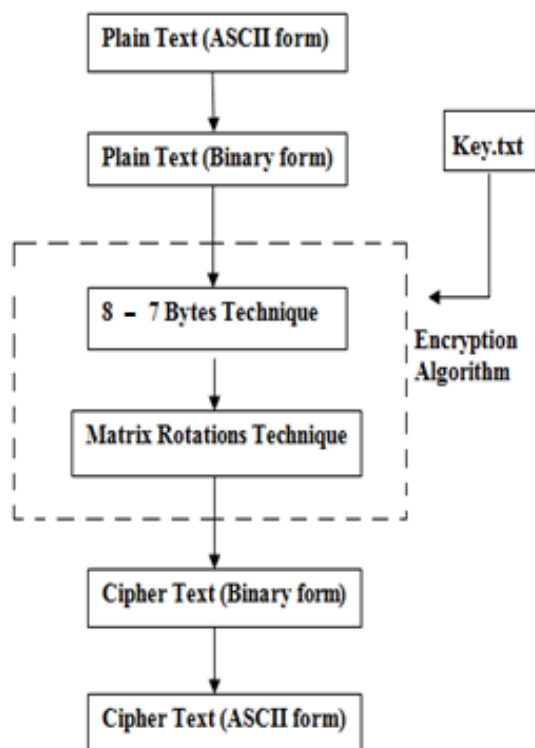 Plain Text (ASCII form)
Plain Text (Binary form)
Key.txt
8 – 7 Bytes Technique
Encryption
Algorithm
Matrix Rotations Technique
Cipher Text (Binary form)
Cipher Text (ASCII form)